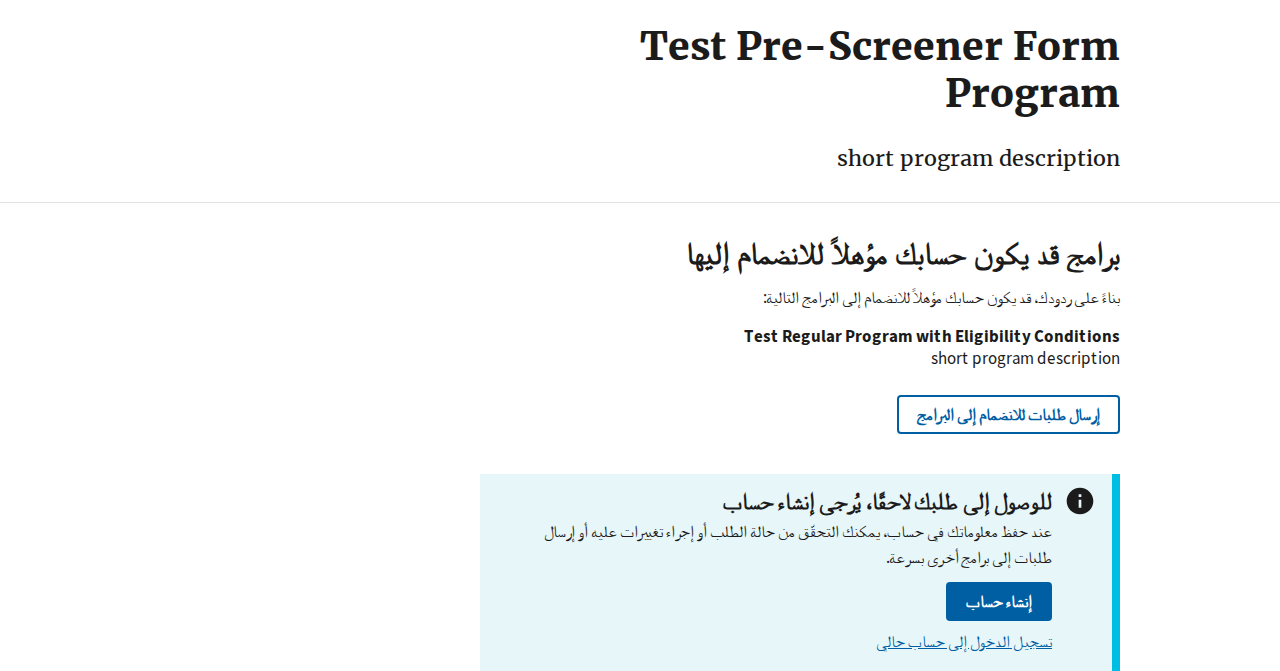 Test Pre-Screener Form
Program
short program description
برامج قد يكون حسابك مؤهلاً للانضمام إليها
بناءً على ردودك، قد يكون حسابك مؤهلاً للانضمام إلى البرامج التالية:
Test Regular Program with Eligibility Conditions
short program description
إرسال طلبات للانضمام إلى البرامج
للوصول إلى طلبك لاحقًا، يُرجى إنشاء حساب
عند حفظ معلوماتك في حساب، يمكنك التحقّق من حالة الطلب أو إجراء تغييرات عليه أو إرسال
طلبات إلى برامج أخرى بسرعة.
إنشاء حساب
تسجيل الدخول إلى حساب حالي